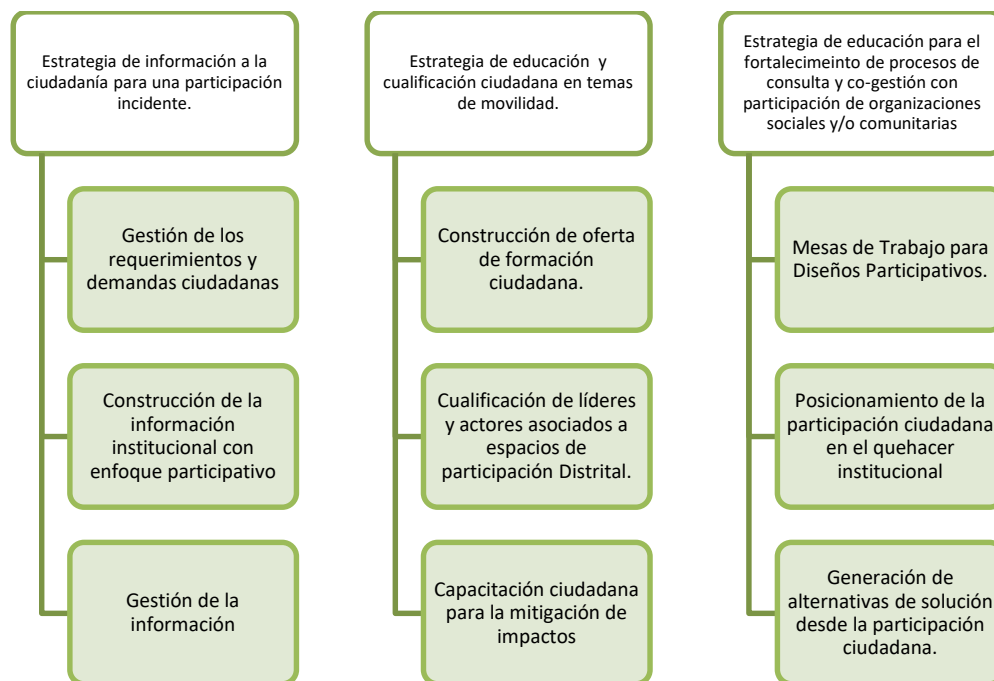 Estrategia de información a la
ciudadanía para una participación
incidente.
Gestión de los
requerimientos y
demandas ciudadanas
Construcción de la
información
institucional con
enfoque participativo
Gestión de la
información
Estrategia de educación y
cualificación ciudadana en temas
de movilidad.
Construcción de oferta
de formación
ciudadana.
Cualificación de líderes
y actores asociados a
espacios de
participación Distrital.
Capacitación ciudadana
para la mitigación de
impactos
Estrategia de educación para el
fortalecimeinto de procesos de
consulta y co-gestión con
participación de organizaciones
sociales y/o comunitarias
Mesas de Trabajo para
Diseños Participativos.
Posicionamiento de la
participación ciudadana
en el quehacer
institucional
Generación de
alternativas de solución
desde la participación
ciudadana.